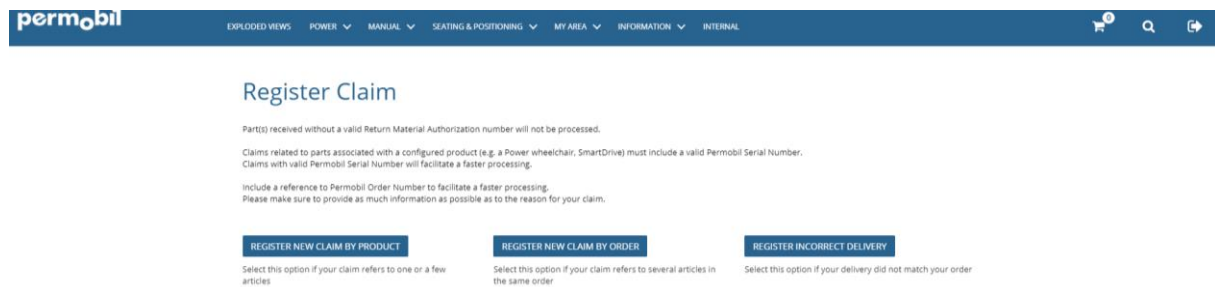 permobil
EXPLODED VIEWS POWER MANUAL SEATING & POSITIONING MY AREA INFORMATION INTERNAL
0
Register Claim
Part(s) received without a valid Return Material Authorization number will not be processed.
Claims related to parts associated with a configured product (e.g. a Power wheelchair, SmartDrive) must include a valid Permobil Serial Number.
Claims with valid Permobil Serial Number will facilitate a faster processing.
Include a reference to Permobil Order Number to facilitate a faster processing.
Please make sure to provide as much information as possible as to the reason for your claim.
REGISTER NEW CLAIM BY PRODUCT
Select this option if your claim refers to one or a few
articles
REGISTER NEW CLAIM BY ORDER
Select this option if your claim refers to several articles in
the same order
REGISTER INCORRECT DELIVERY
Select this option if your delivery did not match your order